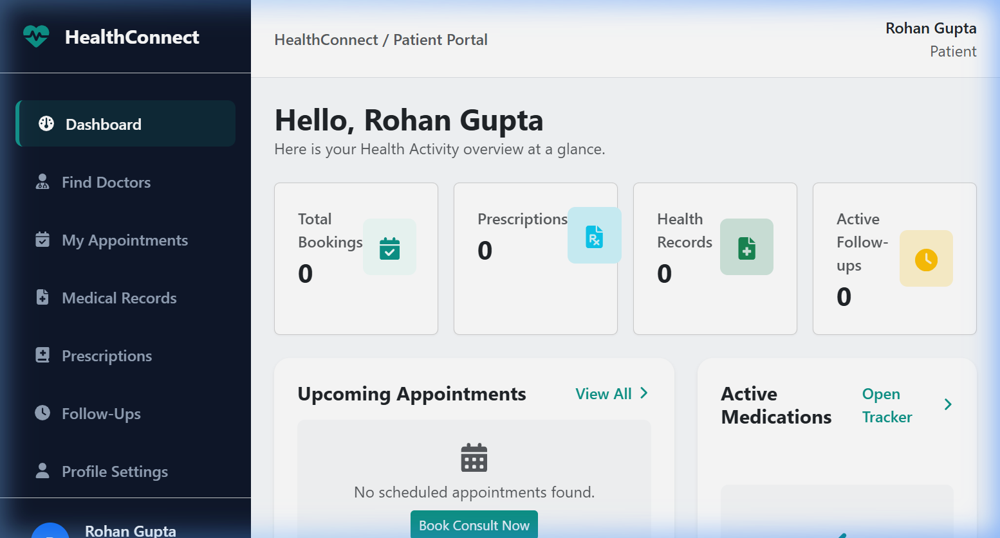 HealthConnect
Dashboard
Find Doctors
My Appointments
Medical Records
Prescriptions
Follow-Ups
Profile Settings
Rohan Gupta
HealthConnect / Patient Portal
Rohan Gupta
Patient
Hello, Rohan Gupta
Here is your Health Activity overview at a glance.
Total
Bookings
0
Prescriptions
0
Health
Records
0
Active
Follow-
ups
0
Upcoming Appointments
View All
No scheduled appointments found.
Book Consult Now
Active
Medications
Open
Tracker